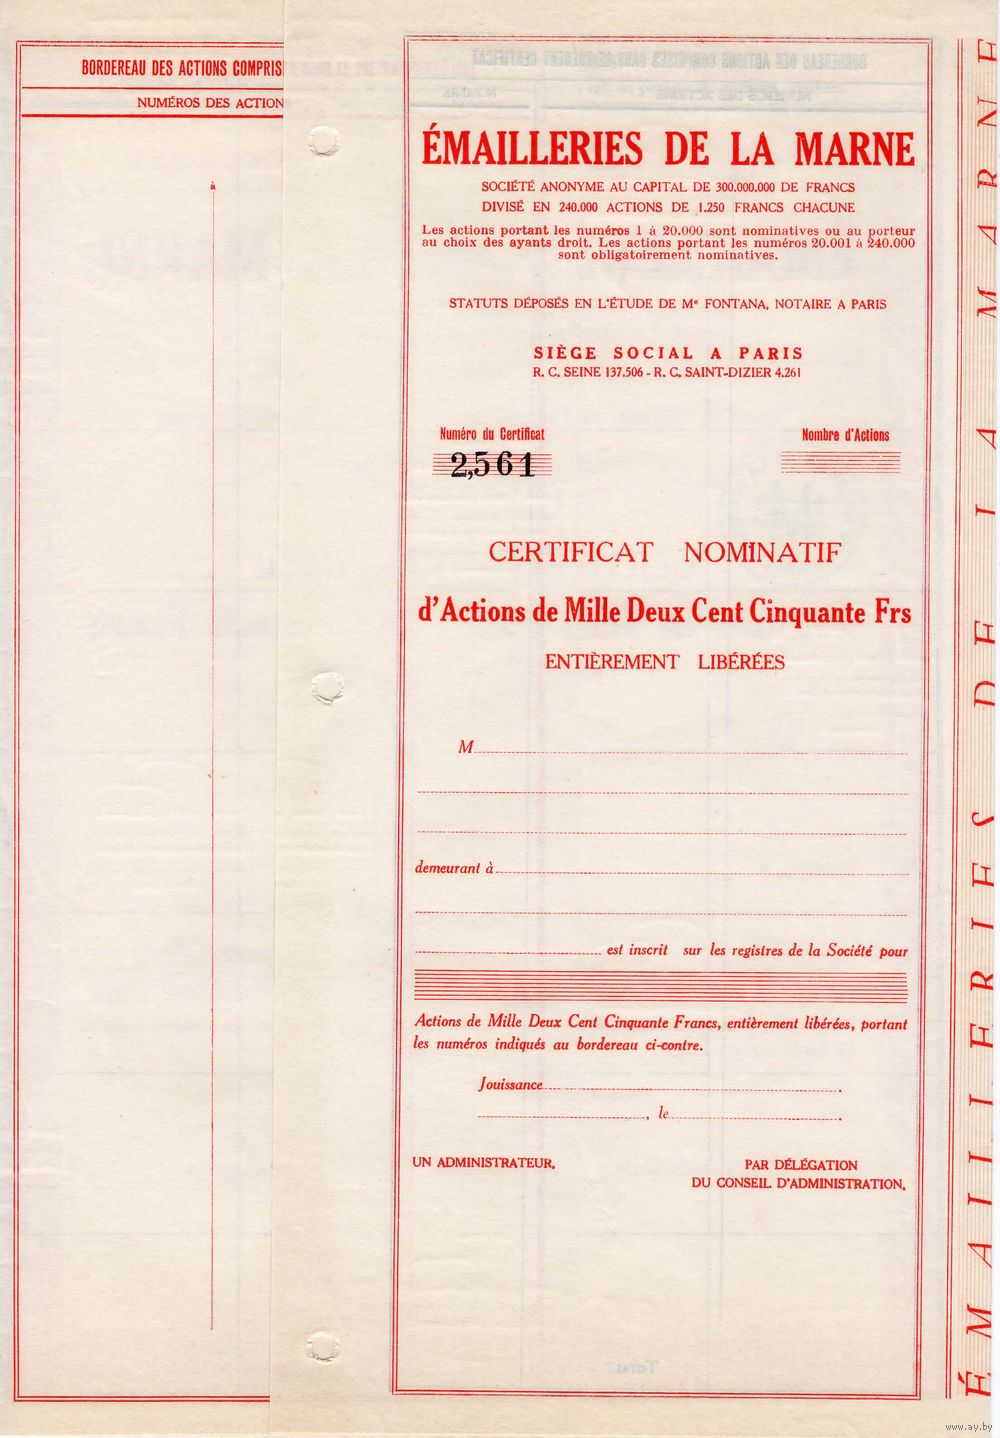 BORDEREAU DES ACTIONS COMPRIS
NUMÉROS DES ACTION
à
ÉMAILLERIES DE LA MARNE
SOCIÉTÉ ANONYME AU CAPITAL DE 300.000.000 DE FRANCS
DIVISÉ EN 240.000 ACTIONS DE 1.250 FRANCS CHACUNE
Les actions portant les numéros 1 à 20.000 sont nominatives ou au porteur
au choix des ayants droit. Les actions portant les numéros 20.001 à 240.000
sont obligatoirement nominatives.
STATUTS DÉPOSÉS EN L'ÉTUDE DE Me FONTANA, NOTAIRE A PARIS
SIÈGE SOCIAL A PARIS
R. C. SEINE 137.506 - R. C. SAINT-DIZIER 4.261
Numéro du Certificat
Nombre d'Actions
2,561
CERTIFICAT NOMINATIF
d'Actions de Mille Deux Cent Cinquante Frs
ENTIÈREMENT LIBÉRÉES
M
demeurant à
est inscrit sur les registres de la Société pour
Actions de Mille Deux Cent Cinquante Francs, entièrement libérées, portant
les numéros indiqués au bordereau ci-contre.
Jouissance
, le
UN ADMINISTRATEUR,
PAR DÉLÉGATION
DU CONSEIL D'ADMINISTRATION,
ÉMAILLERIES DE LA MARNE
www.ay.by